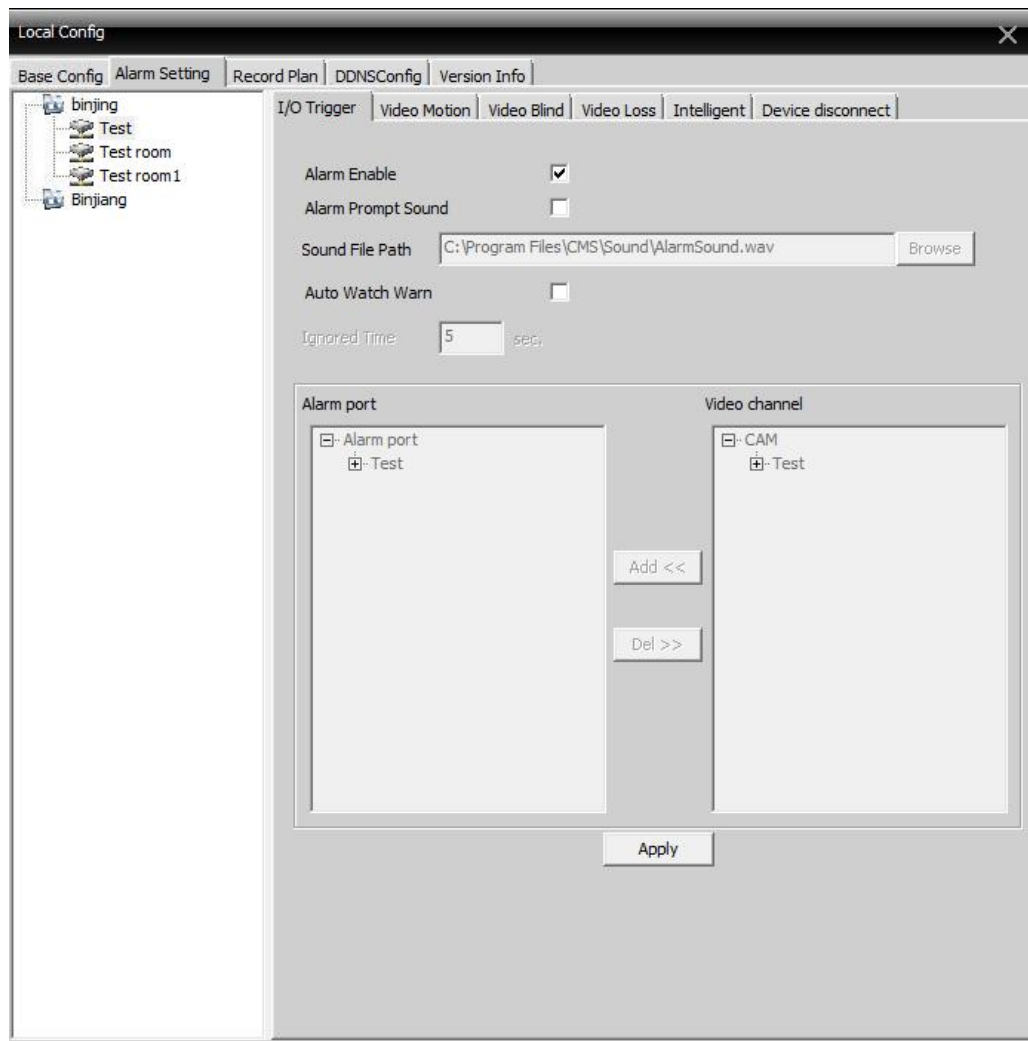 Local Config
Base Config Alarm Setting Record Plan DDNSConfig Version Info
binjing
Test
Test room
Test room1
Binjiang
I/O Trigger Video Motion Video Blind Video Loss Intelligent Device disconnect
Alarm Enable
Alarm Prompt Sound
Sound File Path C:\Program Files\CMS\Sound\AlarmSound.wav Browse
Auto Watch Warn
Ignored Time 5 sec.
Alarm port Video channel
Alarm port CAM
Test Test
Add <<
Del >>
Apply